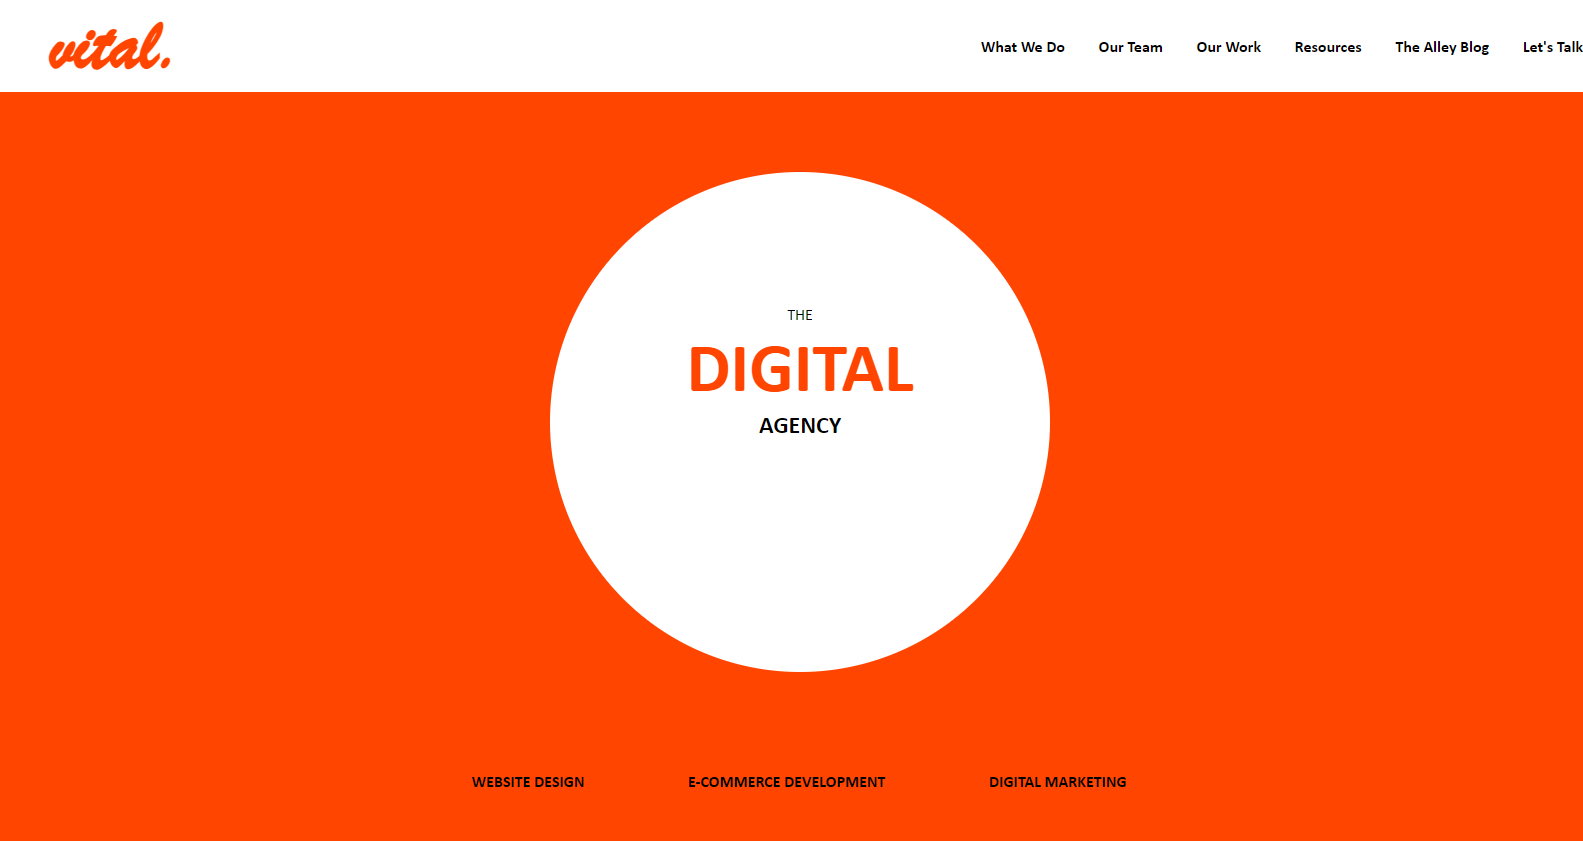 vital.
What We Do Our Team Our Work Resources The Alley Blog Let's Talk
THE
DIGITAL
AGENCY
WEBSITE DESIGN E-COMMERCE DEVELOPMENT DIGITAL MARKETING